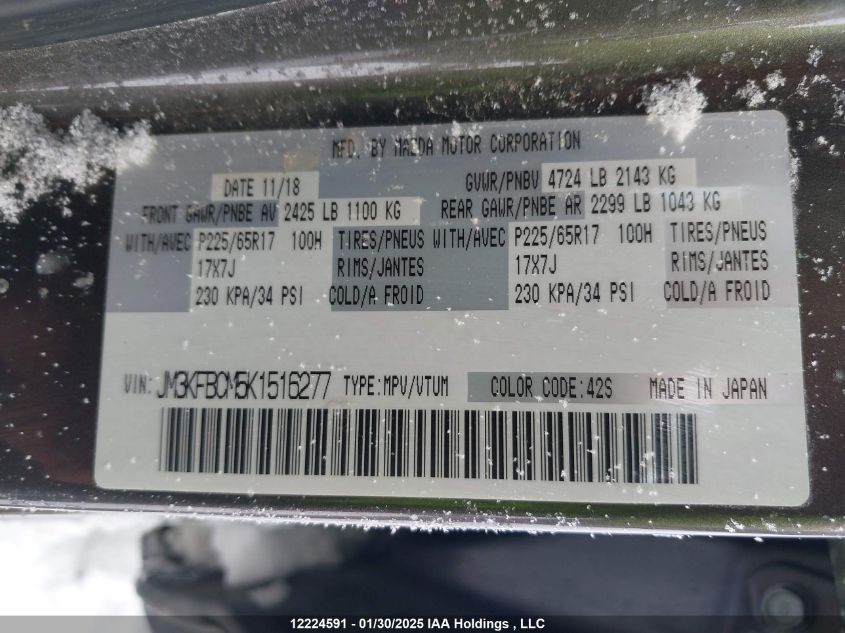 MFD. BY MAZDA MOTOR CORPORATION
DATE 11/18 GVWR/PNBV 4724 LB 2143 KG
FRONT GAWR/PNBE AV 2425 LB 1100 KG REAR GAWR/PNBE AR 2299 LB 1043 KG
WITH/AVEC P225/65R17 100H TIRES/PNEUS WITH/AVEC P225/65R17 100H TIRES/PNEUS
17X7J RIMS/JANTES 17X7J RIMS/JANTES
230 KPA/34 PSI COLD/A FROID 230 KPA/34 PSI COLD/A FROID
VIN: JM3KFBCM5K1516277 TYPE:MPV/VTUM COLOR CODE:42S MADE IN JAPAN
12224591 - 01/30/2025 IAA Holdings , LLC